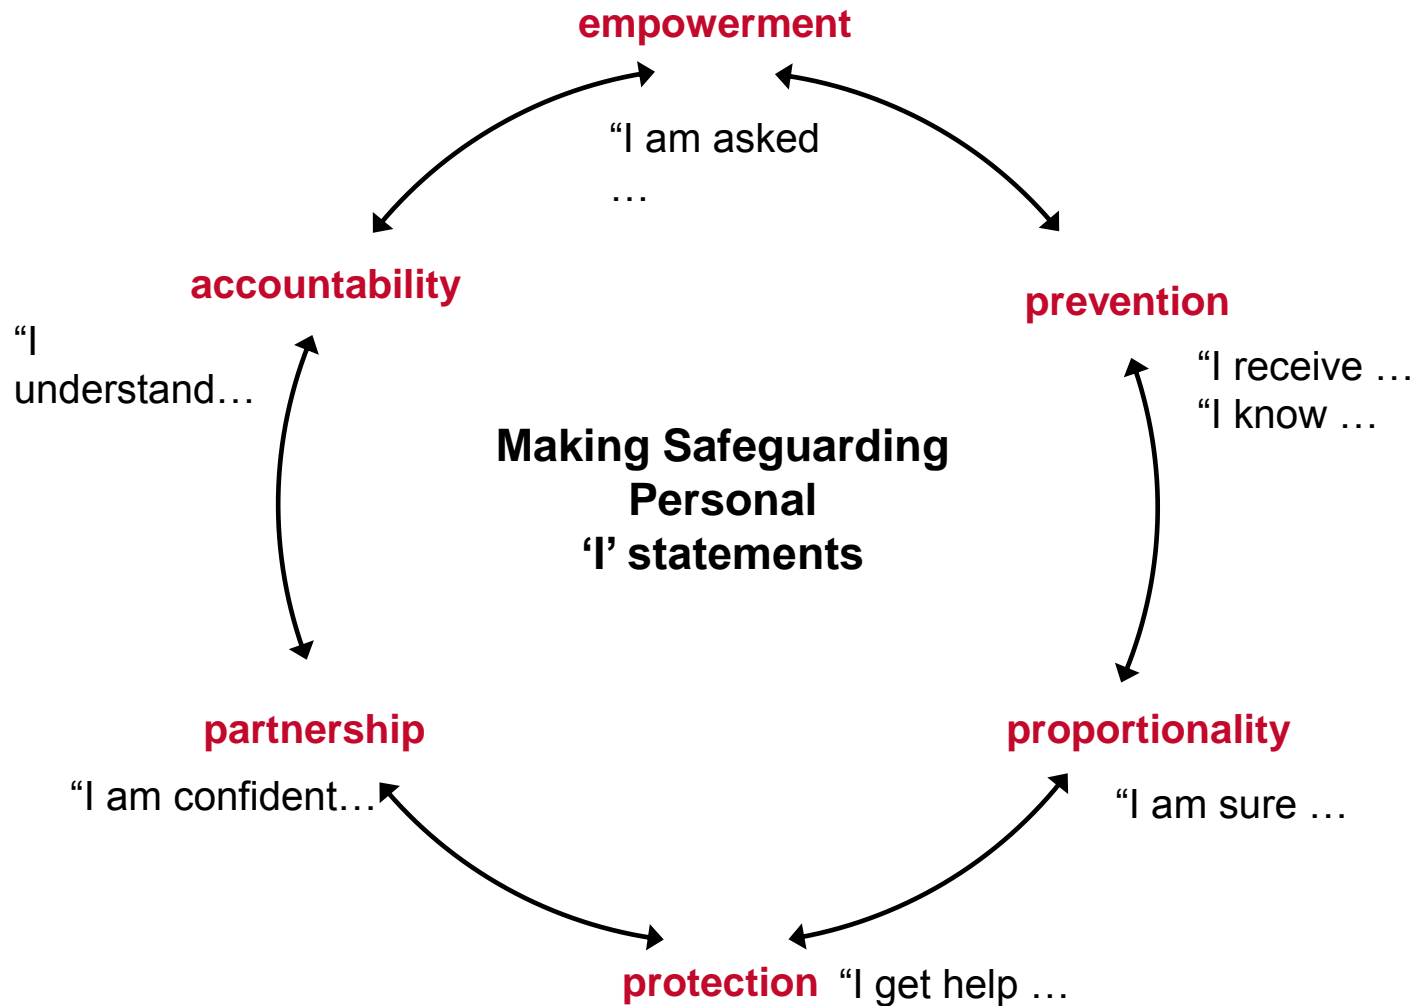 empowerment
“I am asked
…
accountability
prevention
“I
understand…
“I receive …
“I know …
Making Safeguarding
Personal
‘I’ statements
partnership
proportionality
“I am confident…
“I am sure …
protection
“I get help …